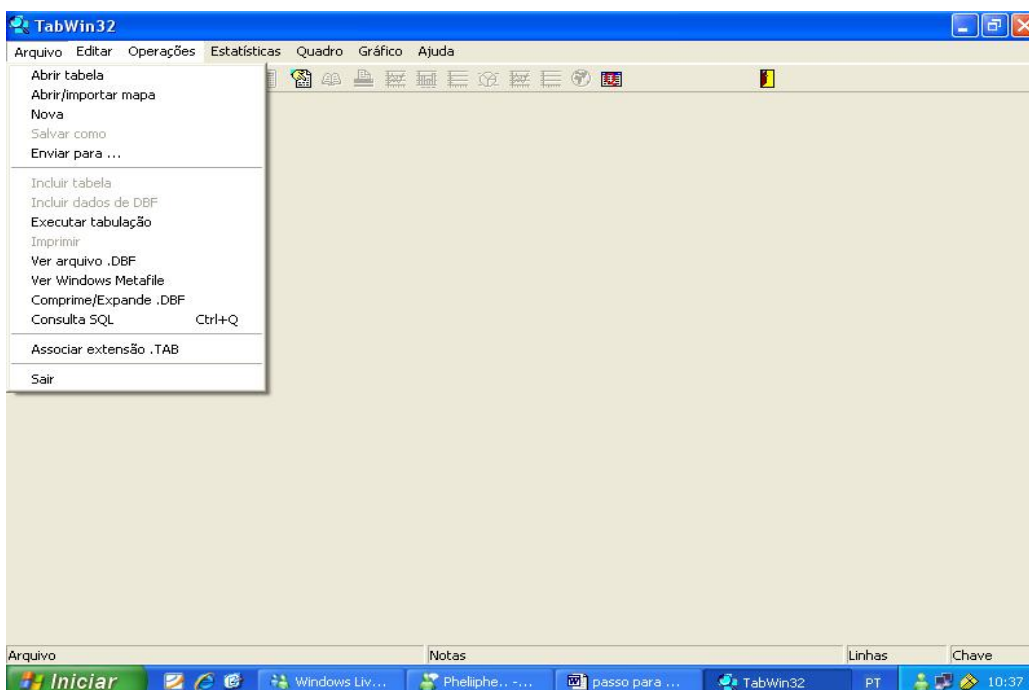 TabWin32
Arquivo Editar Operações Estatísticas Quadro Gráfico Ajuda
Abrir tabela
Abrir/importar mapa
Nova
Salvar como
Enviar para ...
Incluir tabela
Incluir dados de DBF
Executar tabulação
Imprimir
Ver arquivo .DBF
Ver Windows Metafile
Comprime/Expande .DBF
Consulta SQL Ctrl+Q
Associar extensão .TAB
Sair
Arquivo Notas Linhas Chave
Iniciar Windows Liv... Pheliphe.. -... passo para ... TabWin32 PT 10:37